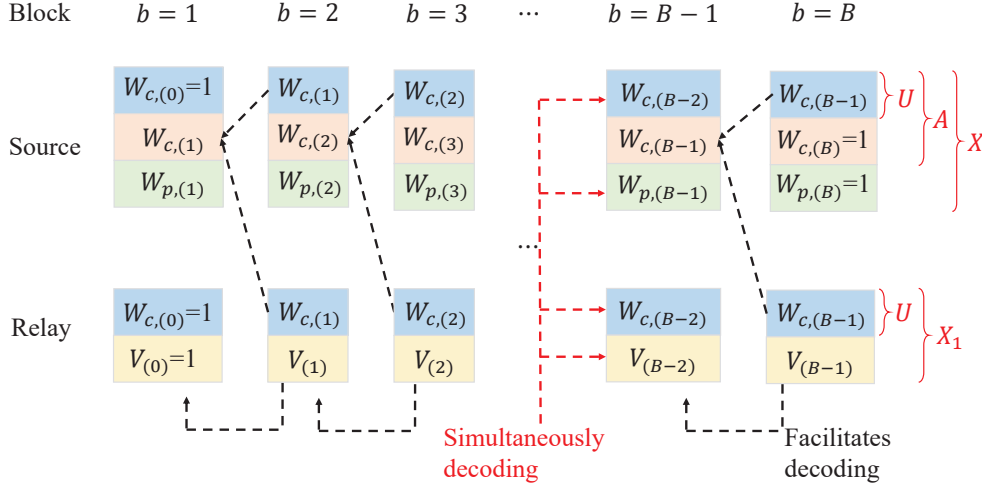 Block b = 1 b = 2 b = 3 ... b = B − 1 b = B
W_{c,(0)}=1 W_{c,(1)} W_{c,(2)} W_{c,(B−2)} W_{c,(B−1)} U
Source W_{c,(1)} W_{c,(2)} W_{c,(3)} W_{c,(B−1)} W_{c,(B)}=1 A X
W_{p,(1)} W_{p,(2)} W_{p,(3)} W_{p,(B−1)} W_{p,(B)}=1
...
W_{c,(0)}=1 W_{c,(1)} W_{c,(2)} W_{c,(B−2)} W_{c,(B−1)} U
Relay X_1
V_{(0)}=1 V_{(1)} V_{(2)} V_{(B−2)} V_{(B−1)}
Simultaneously Facilitates
decoding decoding